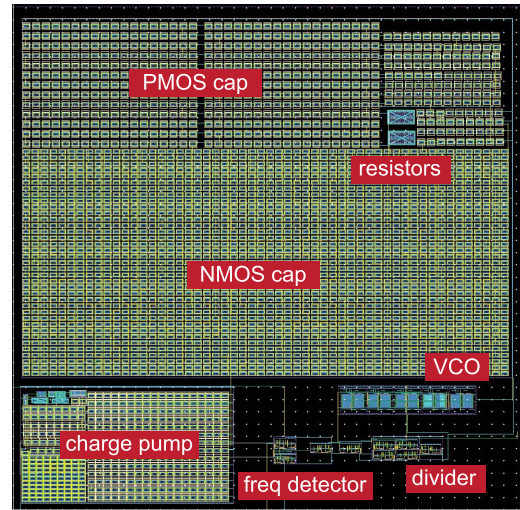 PMOS cap
resistors
NMOS cap
VCO
charge pump
freq detector
divider